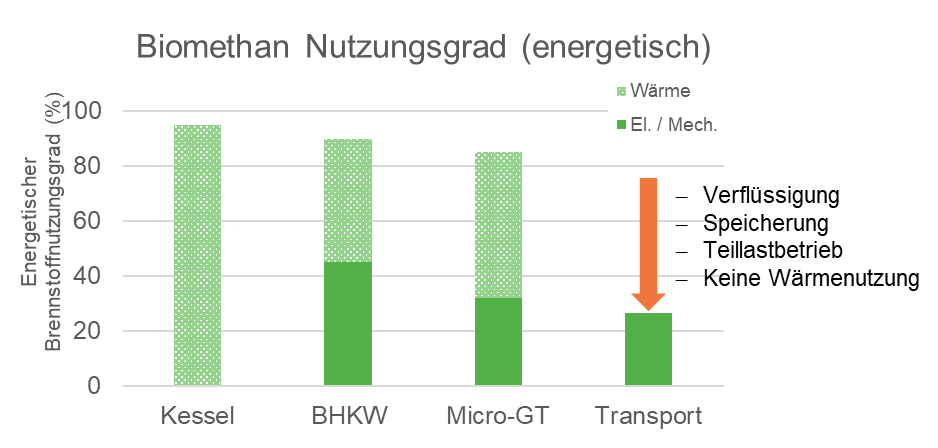 Biomethan Nutzungsgrad (energetisch)
Wärme
El. / Mech.
Energetischer
Brennstoffnutzungsgrad (%)
100
80
60
40
20
0
– Verflüssigung
– Speicherung
– Teillastbetrieb
– Keine Wärmenutzung
Kessel
BHKW
Micro-GT
Transport